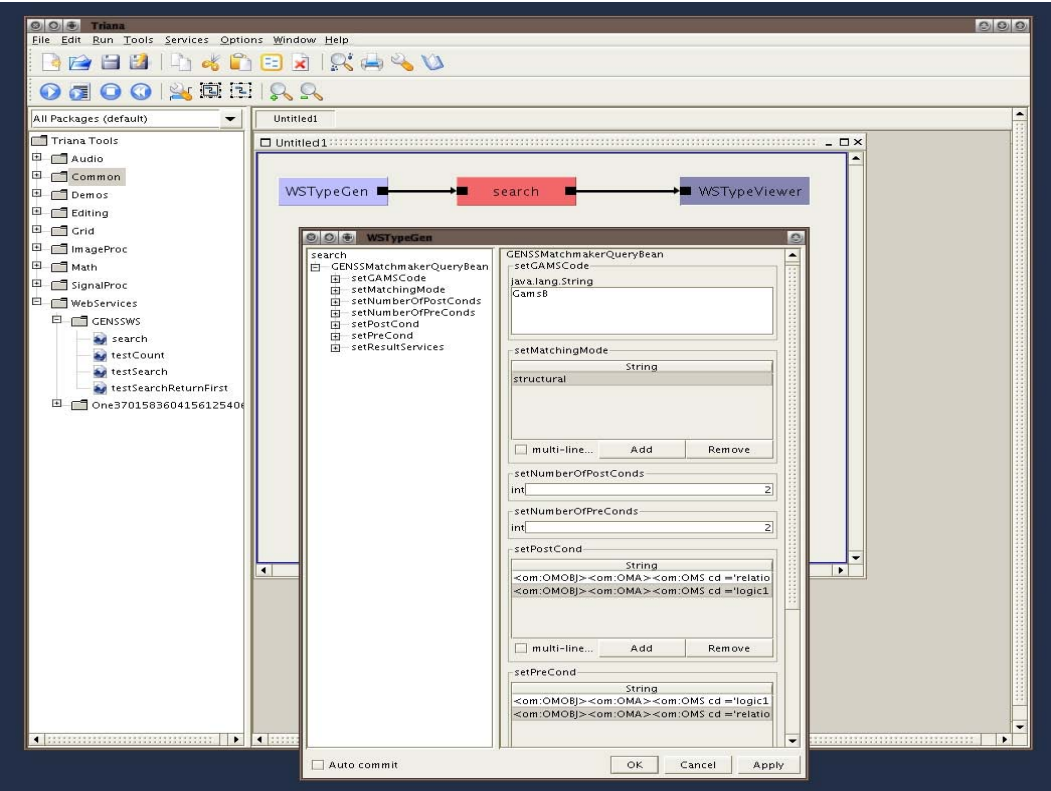 Triana
File Edit Run Tools Services Options Window Help
All Packages (default)
Untitled1
Triana Tools
Audio
Common
Demos
Editing
Grid
ImageProc
Math
SignalProc
WebServices
GENSSWS
search
testCount
testSearch
testSearchReturnFirst
One3701583604156125406
Untitled1
WSTypeGen
search
WSTypeViewer
WSTypeGen
search
GENSSMatchmakerQueryBean
setGAMSCode
setMatchingMode
setNumberOfPostConds
setNumberOfPreConds
setPostCond
setPreCond
setResultServices
GENSSMatchmakerQueryBean
setGAMSCode
java.lang.String
GamsB
setMatchingMode
String
structural
multi-line... Add Remove
setNumberOfPostConds
int 2
setNumberOfPreConds
int 2
setPostCond
String
<om:OMOBJ><om:OMA><om:OMS cd ='relatio
<om:OMOBJ><om:OMA><om:OMS cd ='logic1
multi-line... Add Remove
setPreCond
String
<om:OMOBJ><om:OMA><om:OMS cd ='logic1
<om:OMOBJ><om:OMA><om:OMS cd ='relatio
Auto commit OK Cancel Apply